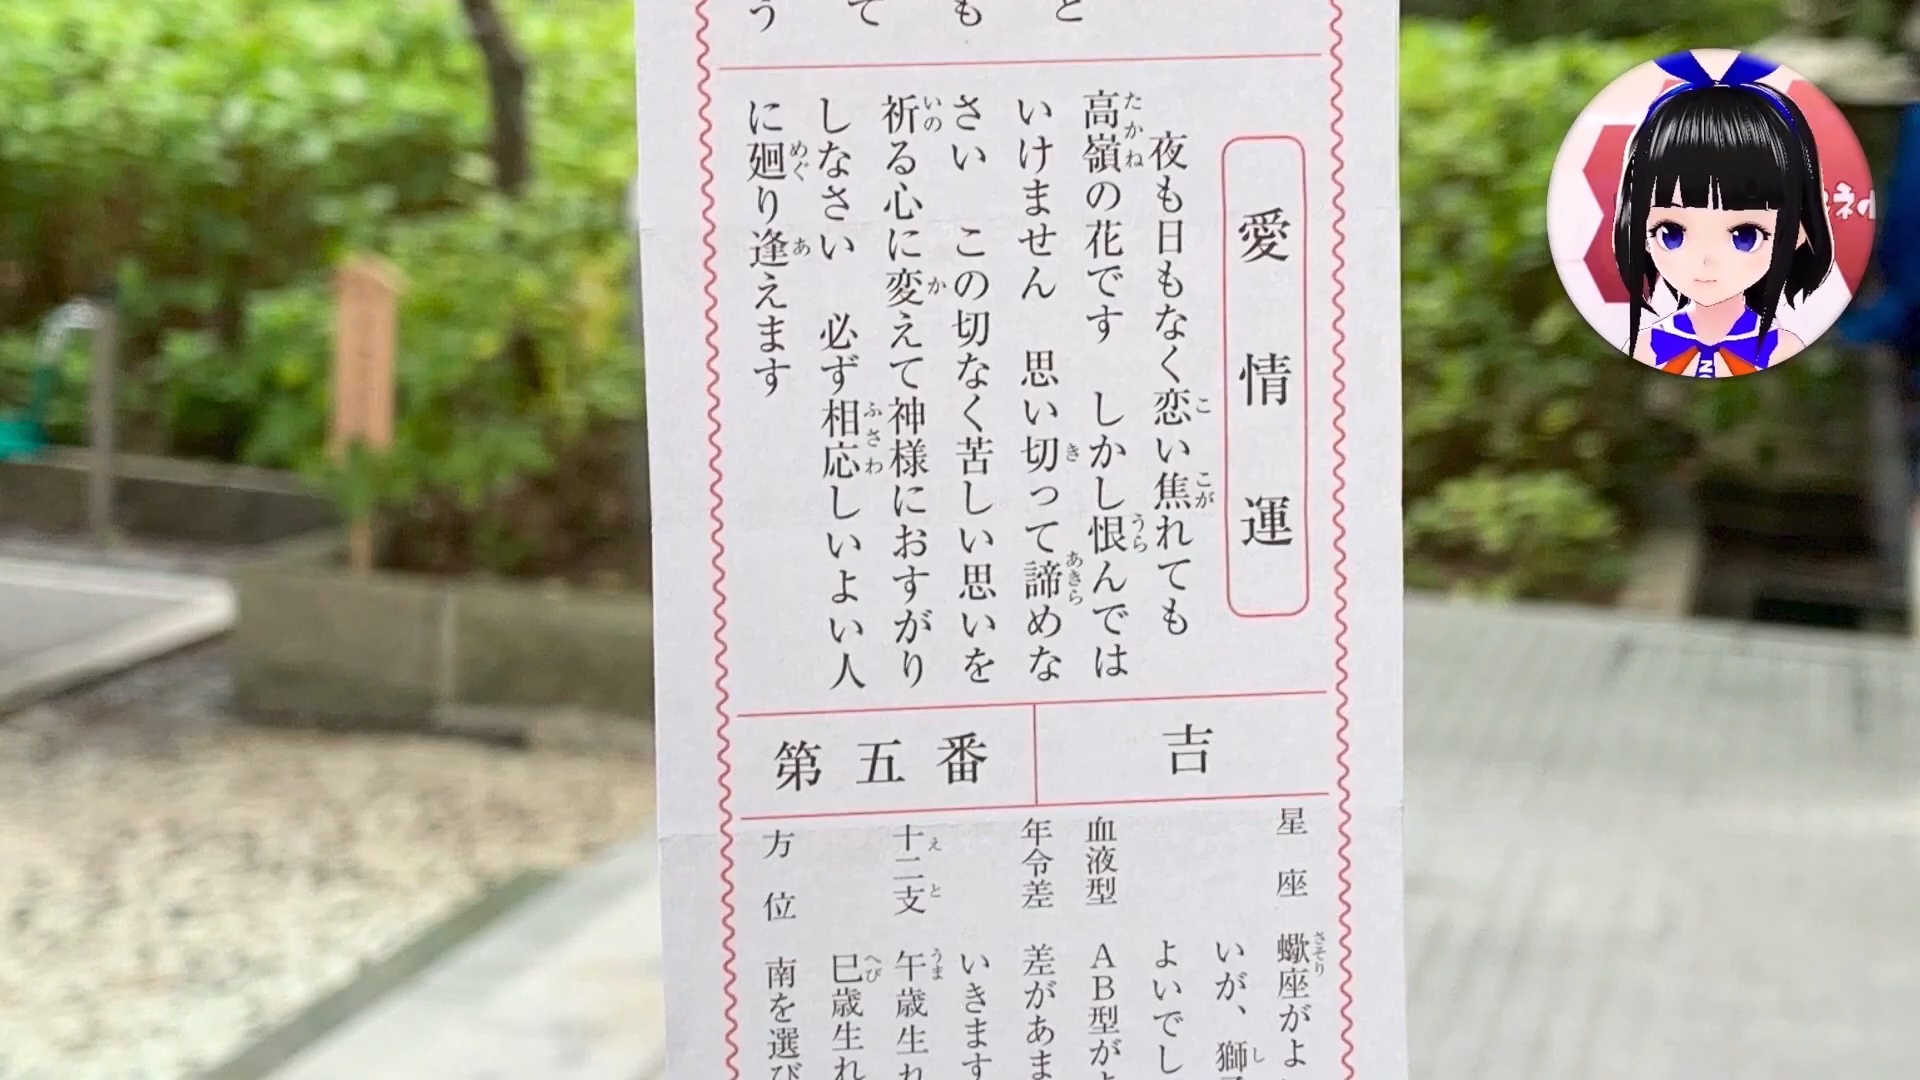 う
て
も
と
愛情運
夜も日もなく恋い焦れても
高嶺の花です しかし恨んでは
いけません 思い切って諦めな
さい この切なく苦しい思いを
祈る心に変えて神様におすがり
しなさい 必ず相応しいよい人
に廻り逢えます
第五番
吉
星座 蠍座がよ
いが、獅
よいでし
血液型 AB型が
年令差 差があま
いきます
十二支 午歳生れ
巳歳生れ
方位 南を選び